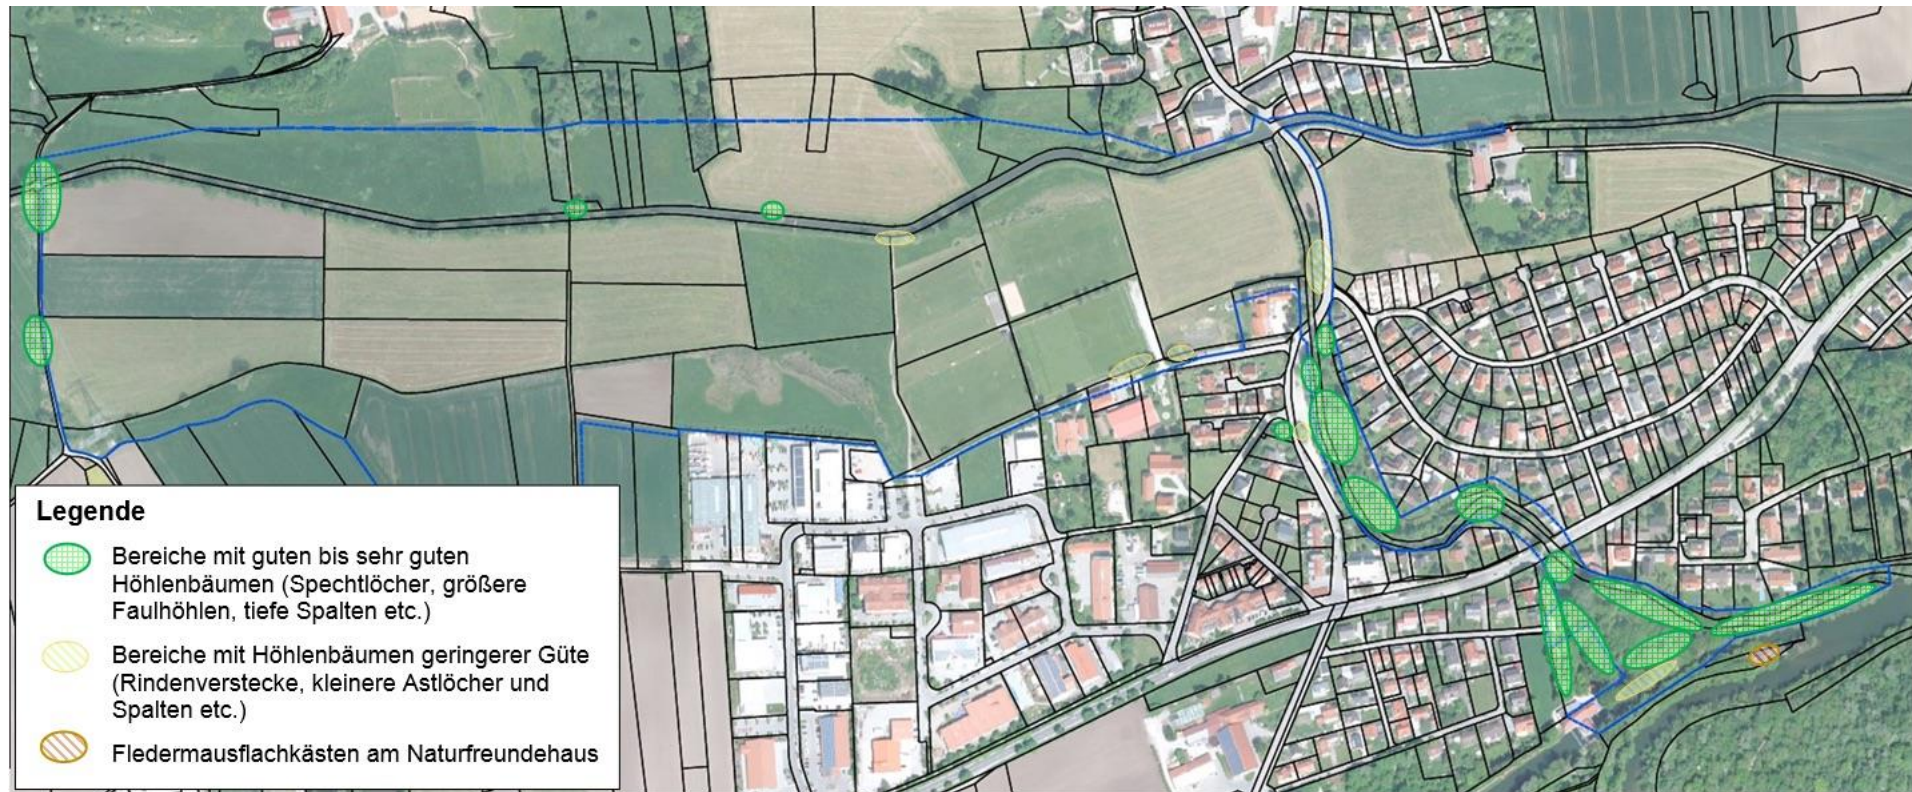 Legende
Bereiche mit guten bis sehr guten
Höhlenbäumen (Spechtlöcher, größere
Faulhöhlen, tiefe Spalten etc.)
Bereiche mit Höhlenbäumen geringerer Güte
(Rindenverstecke, kleinere Astlöcher und
Spalten etc.)
Fledermausflachkästen am Naturfreundehaus